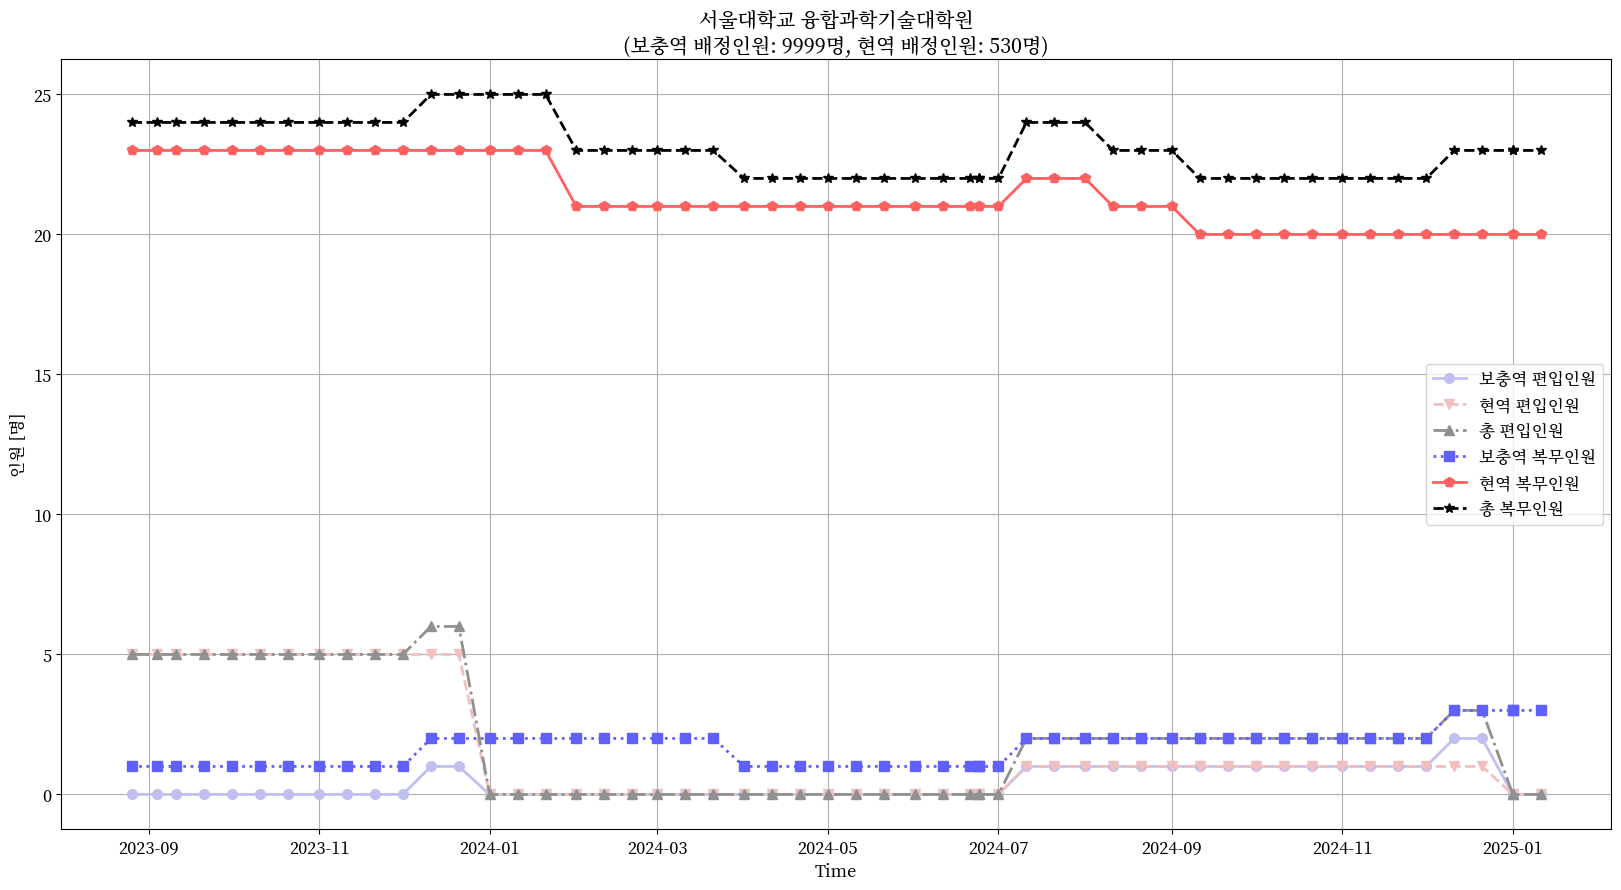 서울대학교 융합과학기술대학원
(보충역 배정인원: 9999명, 현역 배정인원: 530명)
25
20
15
10
5
0
인원 [명]
보충역 편입인원
현역 편입인원
총 편입인원
보충역 복무인원
현역 복무인원
총 복무인원
2023-09
2023-11
2024-01
2024-03
2024-05
2024-07
2024-09
2024-11
2025-01
Time